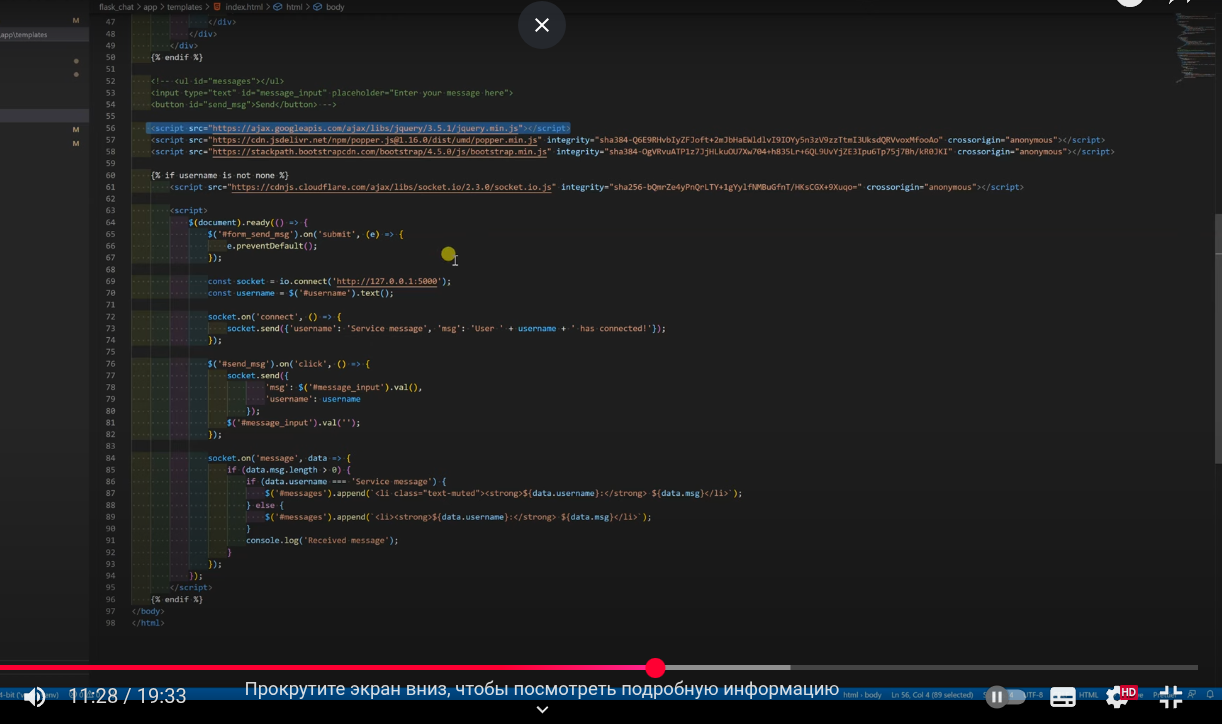 flask_chat > app > templates > index.html > html > body
M
app\templates
M
M
47 </div>
48 </div>
49 </div>
50 {% endif %}
51
52 <!-- <ul id="messages"></ul>
53 <input type="text" id="message_input" placeholder="Enter your message here">
54 <button id="send_msg">Send</button> -->
55
56 <script src="https://ajax.googleapis.com/ajax/libs/jquery/3.5.1/jquery.min.js"></script>
57 <script src="https://cdn.jsdelivr.net/npm/popper.js@1.16.0/dist/umd/popper.min.js" integrity="sha384-Q6E9RHvbIyZFJoft+2mJbHaEWldlvI9IOYy5n3zV9zzTtmI3UksdQRVvoxMfooAo" crossorigin="anonymous"></script>
58 <script src="https://stackpath.bootstrapcdn.com/bootstrap/4.5.0/js/bootstrap.min.js" integrity="sha384-OgVRvuATP1z7JjHLkuOU7Xw704+h835Lr+6QL9UvYjZE3Ipu6Tp75j7Bh/kR0JKI" crossorigin="anonymous"></script>
59
60 {% if username is not none %}
61 <script src="https://cdnjs.cloudflare.com/ajax/libs/socket.io/2.3.0/socket.io.js" integrity="sha256-bQmrZe4yPnQrLTY+1gYylfNMBuGfnT/HKsCGX+9Xuqo=" crossorigin="anonymous"></script>
62
63 <script>
64 $(document).ready(() => {
65 $('#form_send_msg').on('submit', (e) => {
66 e.preventDefault();
67 });
68
69 const socket = io.connect('http://127.0.0.1:5000');
70 const username = $('#username').text();
71
72 socket.on('connect', () => {
73 socket.send({'username': 'Service message', 'msg': 'User ' + username + ' has connected!'});
74 });
75
76 $('#send_msg').on('click', () => {
77 socket.send({
78 'msg': $('#message_input').val(),
79 'username': username
80 });
81 $('#message_input').val('');
82 });
83
84 socket.on('message', data => {
85 if (data.msg.length > 0) {
86 if (data.username === 'Service message') {
87 $('#messages').append(`<li class="text-muted"><strong>${data.username}:</strong> ${data.msg}</li>`);
88 } else {
89 $('#messages').append(`<li><strong>${data.username}:</strong> ${data.msg}</li>`);
90 }
91 console.log('Received message');
92 }
93 });
94 });
95 </script>
96 {% endif %}
97 </body>
98 </html>
11:28 / 19:33
Прокрутите экран вниз, чтобы посмотреть подробную информацию
html › body
Ln 56, Col 4 (89 selected)
UTF-8
HTML
HD